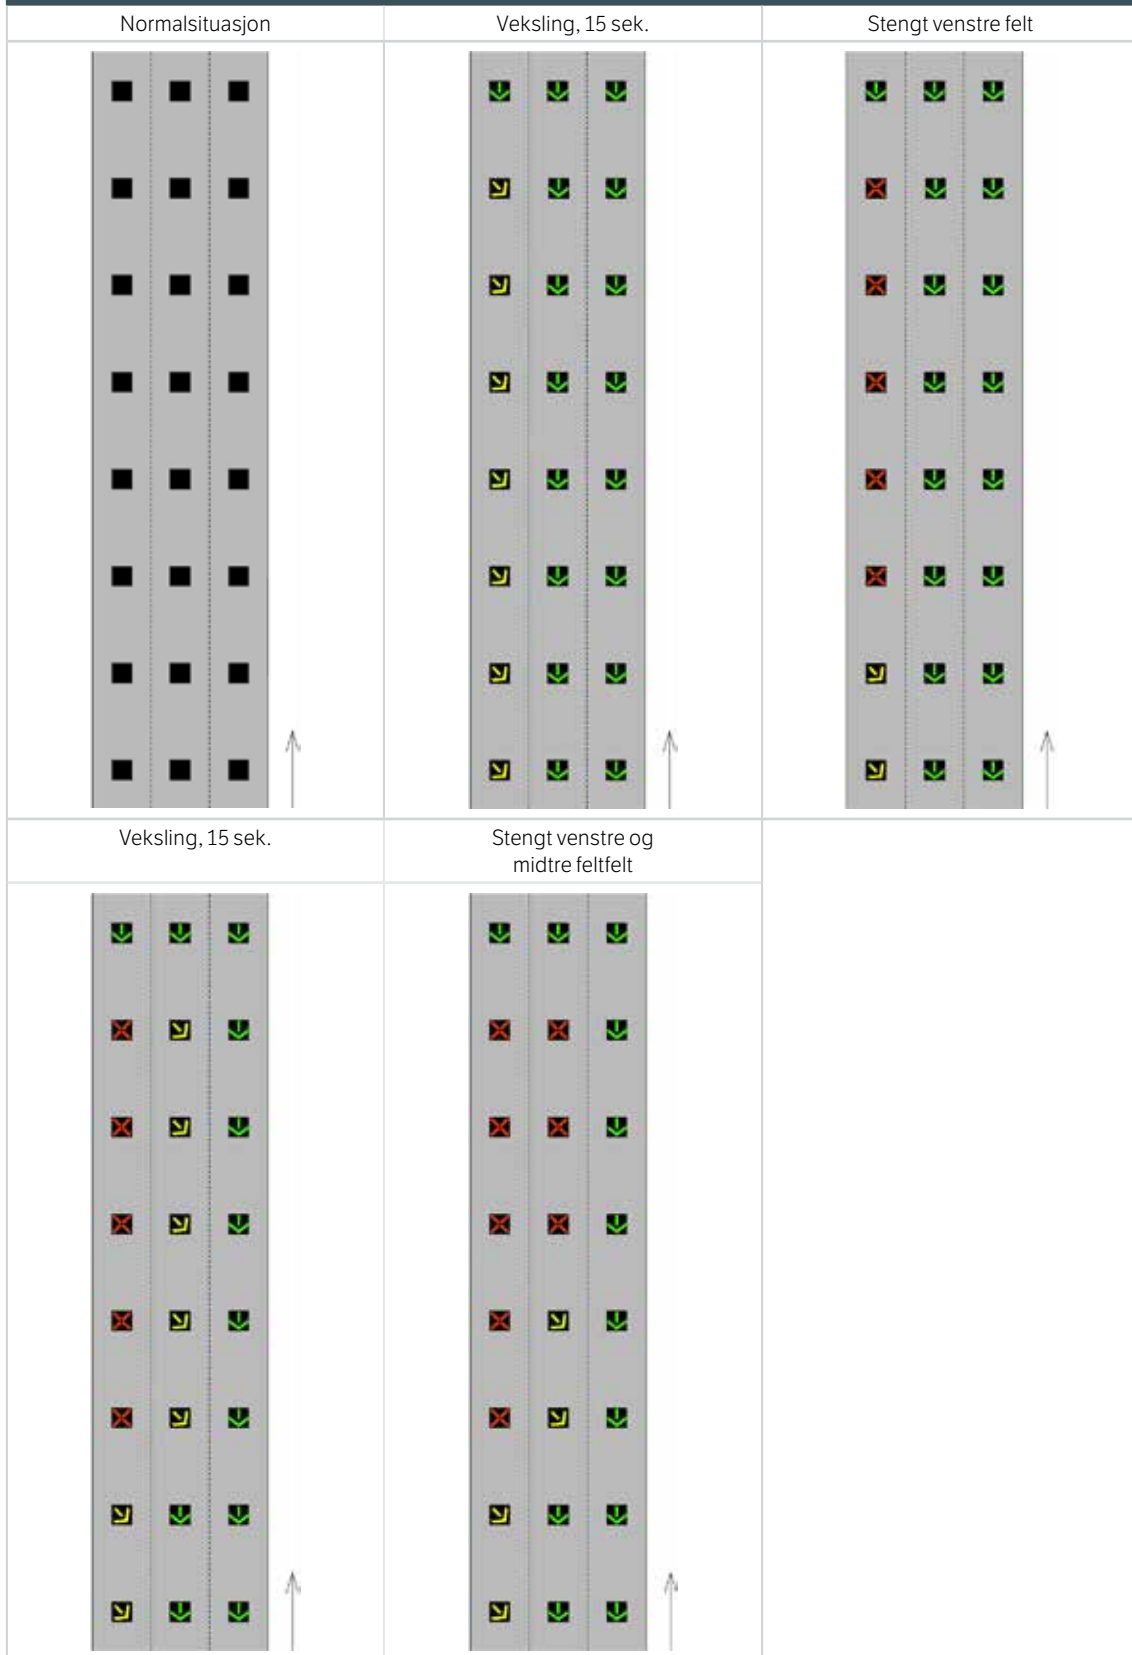 Normalsituasjon
Veksling, 15 sek.
Stengt venstre felt
Veksling, 15 sek.
Stengt venstre og
midtre feltfelt